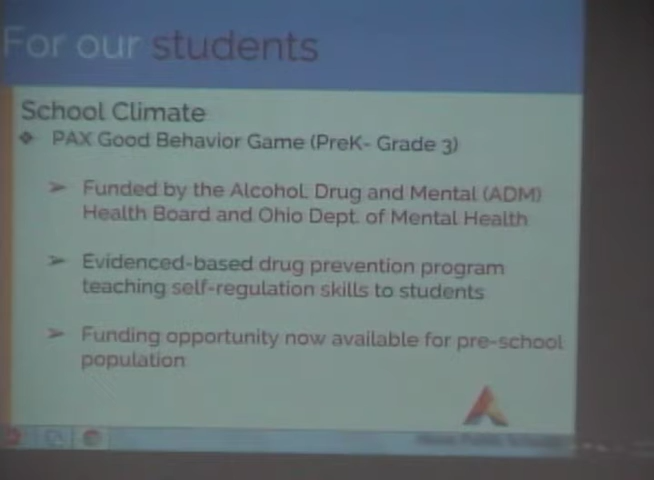 For our students
School Climate
❖ PAX Good Behavior Game (PreK- Grade 3)
➢ Funded by the Alcohol, Drug and Mental (ADM)
Health Board and Ohio Dept. of Mental Health
➢ Evidenced-based drug prevention program
teaching self-regulation skills to students
➢ Funding opportunity now available for pre-school
population